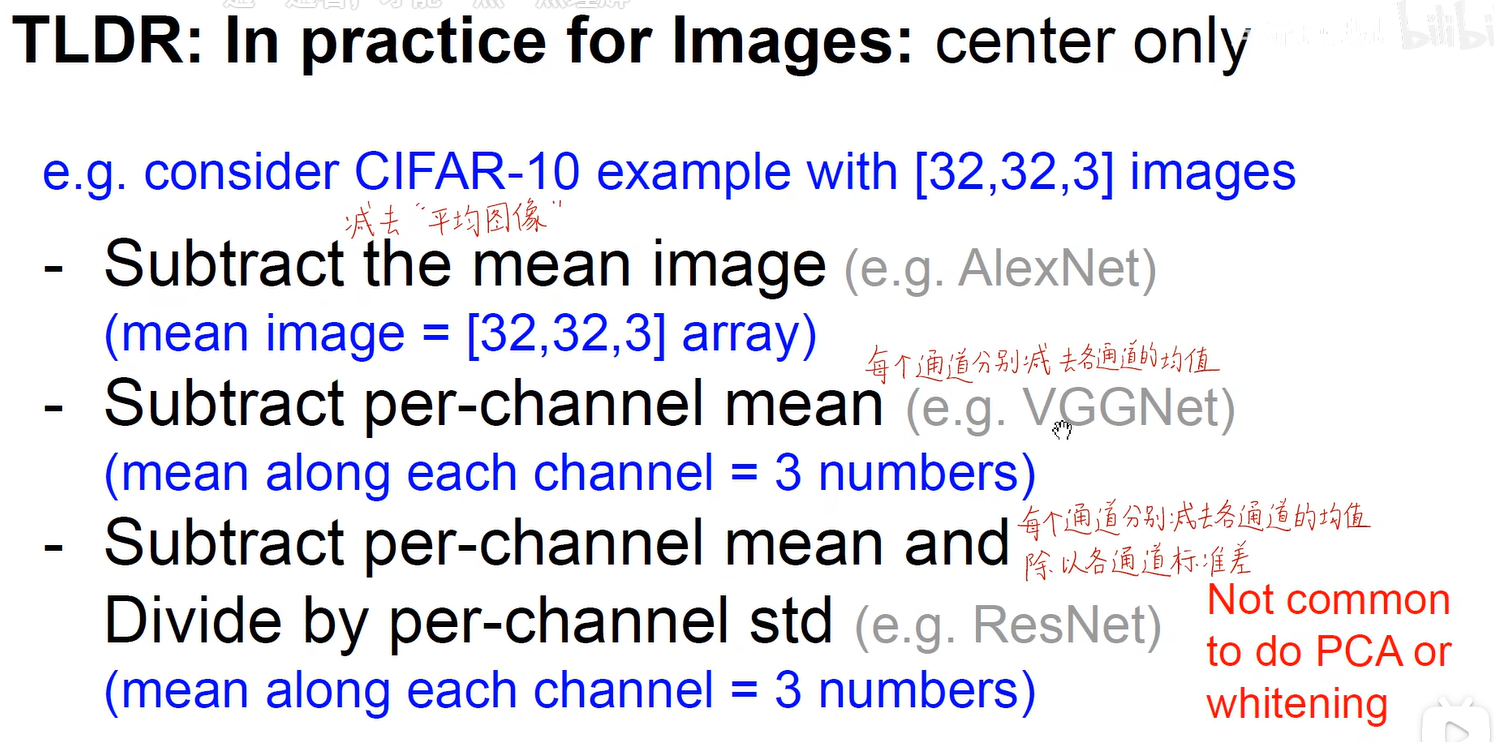 TLDR: In practice for Images: center only
bilibi
e.g. consider CIFAR-10 example with [32,32,3] images
减去“平均图像”
- Subtract the mean image (e.g. AlexNet)
(mean image = [32,32,3] array)
每个通道分别减去各通道的均值
- Subtract per-channel mean (e.g. VGGNet)
(mean along each channel = 3 numbers)
每个通道分别减去各通道的均值
除以各通道标准差
- Subtract per-channel mean and
Divide by per-channel std (e.g. ResNet)
(mean along each channel = 3 numbers)
Not common
to do PCA or
whitening